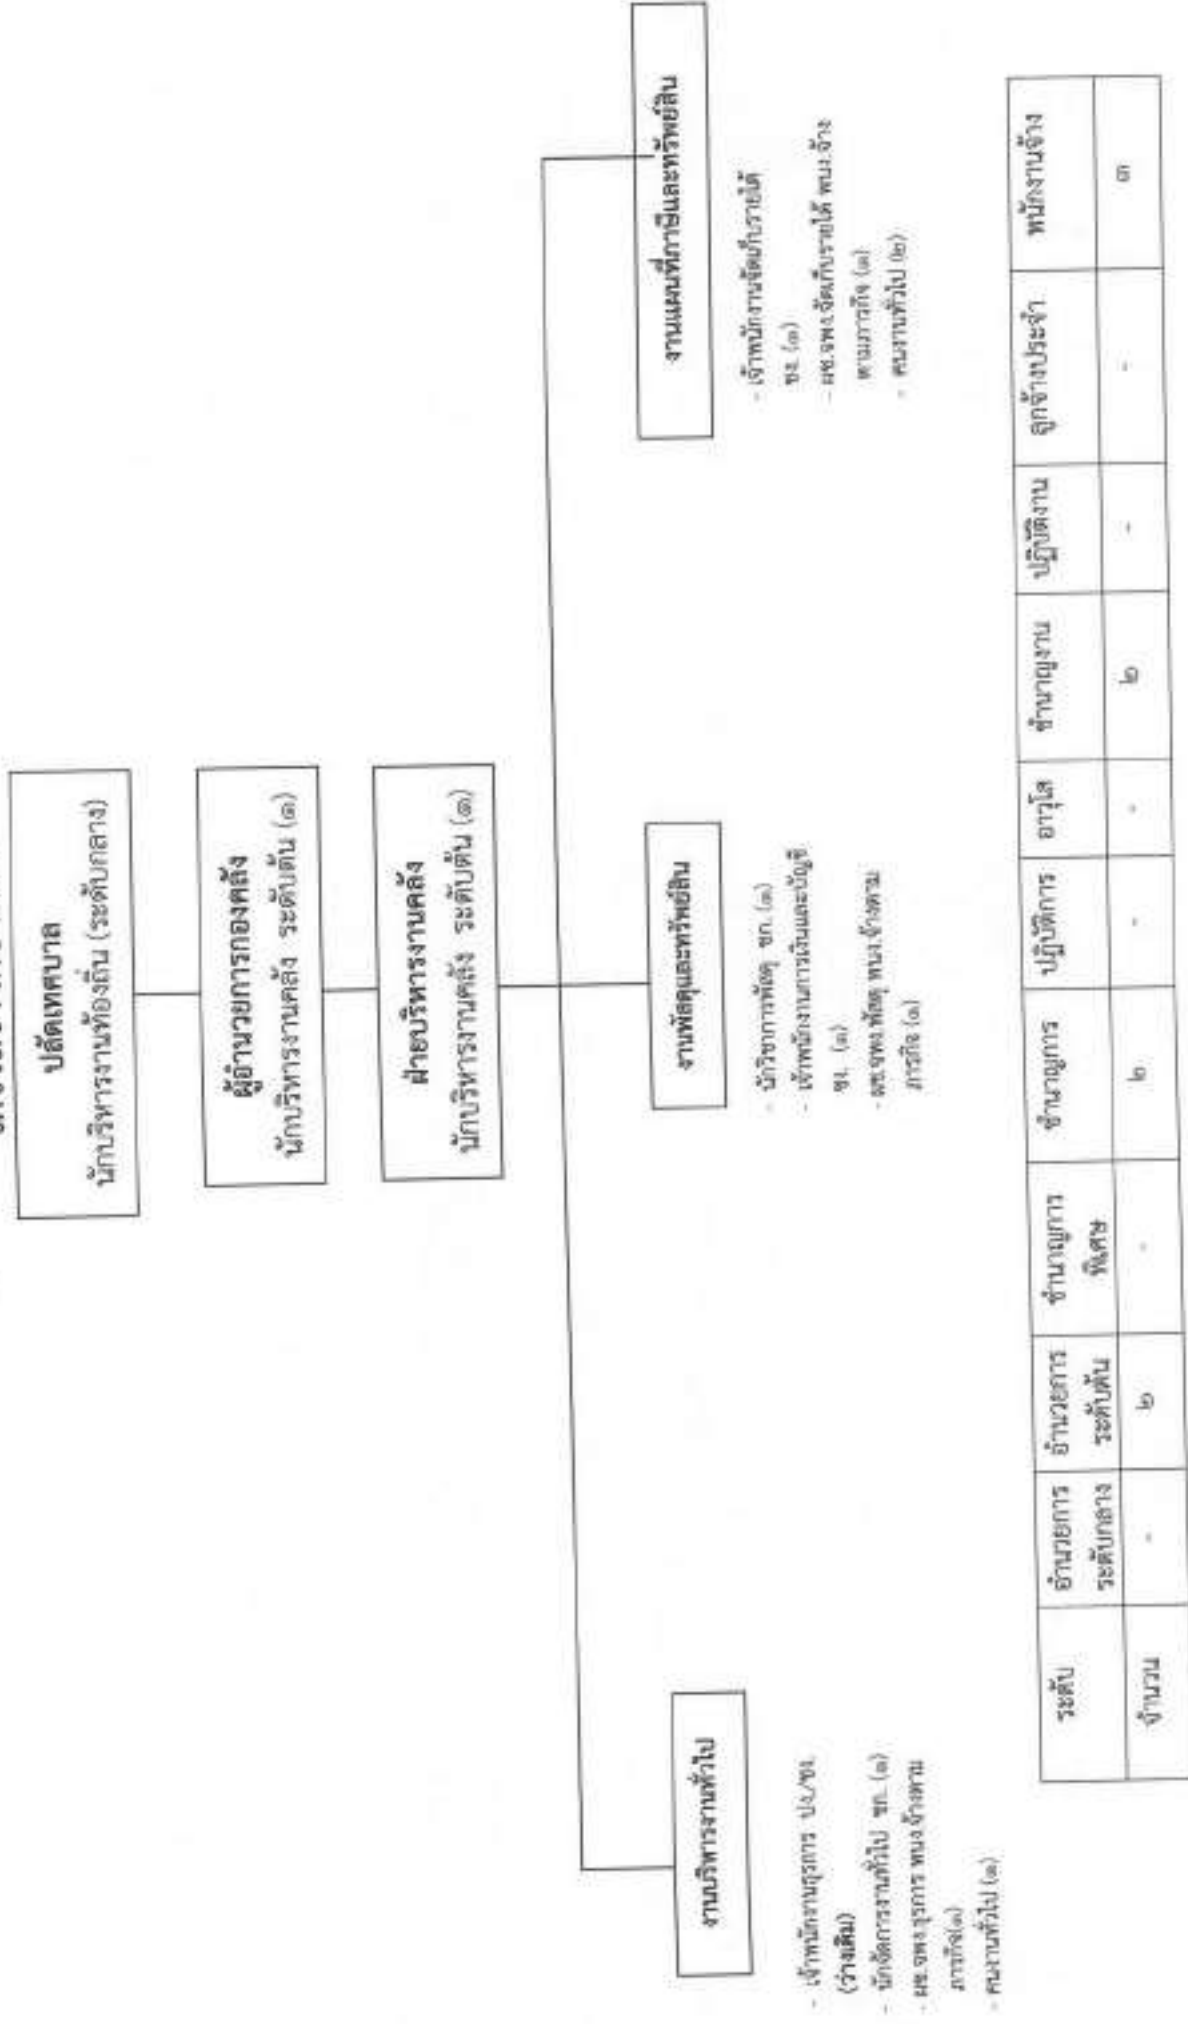 ปลัดเทศบาล
นักบริหารงานท้องถิ่น (ระดับกลาง)
ผู้อำนวยการกองคลัง
นักบริหารงานคลัง ระดับต้น (๑)
ฝ่ายบริหารงานคลัง
นักบริหารงานคลัง ระดับต้น (๑)
งานบริหารงานทั่วไป
- เจ้าพนักงานธุรการ ปง./ชง.
(ว่างเดิม)
- นักจัดการงานทั่วไป ชก. (๑)
- ผช.จพง.ธุรการ พนง.จ้างตาม
ภารกิจ(๑)
- คนงานทั่วไป (๑)
งานพัสดุและทรัพย์สิน
- นักวิชาการพัสดุ ชก. (๑)
- เจ้าพนักงานการเงินและบัญชี
ชง. (๑)
- ผช.จพง.พัสดุ พนง.จ้างตาม
ภารกิจ (๑)
งานแผนที่ภาษีและทรัพย์สิน
- เจ้าพนักงานจัดเก็บรายได้
ชง. (๑)
- ผช.จพง.จัดเก็บรายได้ พนง.จ้าง
ตามภารกิจ (๑)
- คนงานทั่วไป (๒)
ระดับ อำนวยการ อำนวยการ ชำนาญการ ชำนาญการ ปฏิบัติการ อาวุโส ชำนาญงาน ปฏิบัติงาน ลูกจ้างประจำ พนักงานจ้าง
ระดับกลาง ระดับต้น พิเศษ
จำนวน - ๒ - ๒ - - ๒ - - ๓